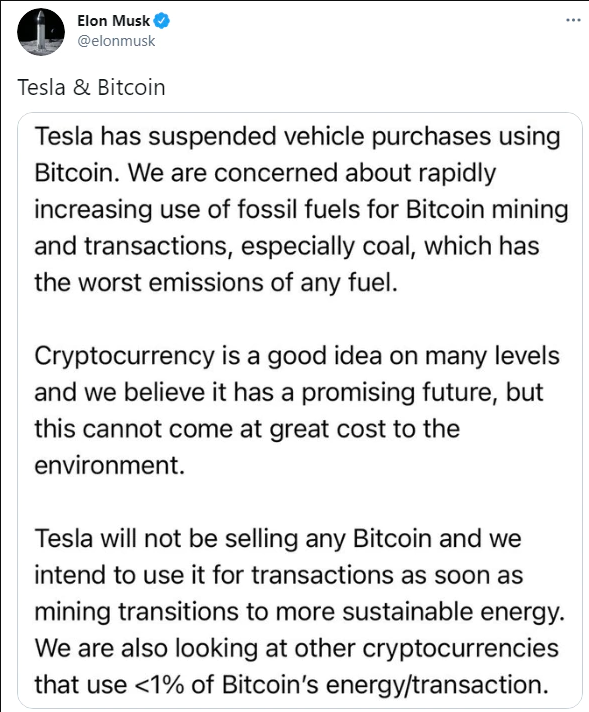 Elon Musk
@elonmusk
Tesla & Bitcoin
Tesla has suspended vehicle purchases using
Bitcoin. We are concerned about rapidly
increasing use of fossil fuels for Bitcoin mining
and transactions, especially coal, which has
the worst emissions of any fuel.
Cryptocurrency is a good idea on many levels
and we believe it has a promising future, but
this cannot come at great cost to the
environment.
Tesla will not be selling any Bitcoin and we
intend to use it for transactions as soon as
mining transitions to more sustainable energy.
We are also looking at other cryptocurrencies
that use <1% of Bitcoin’s energy/transaction.